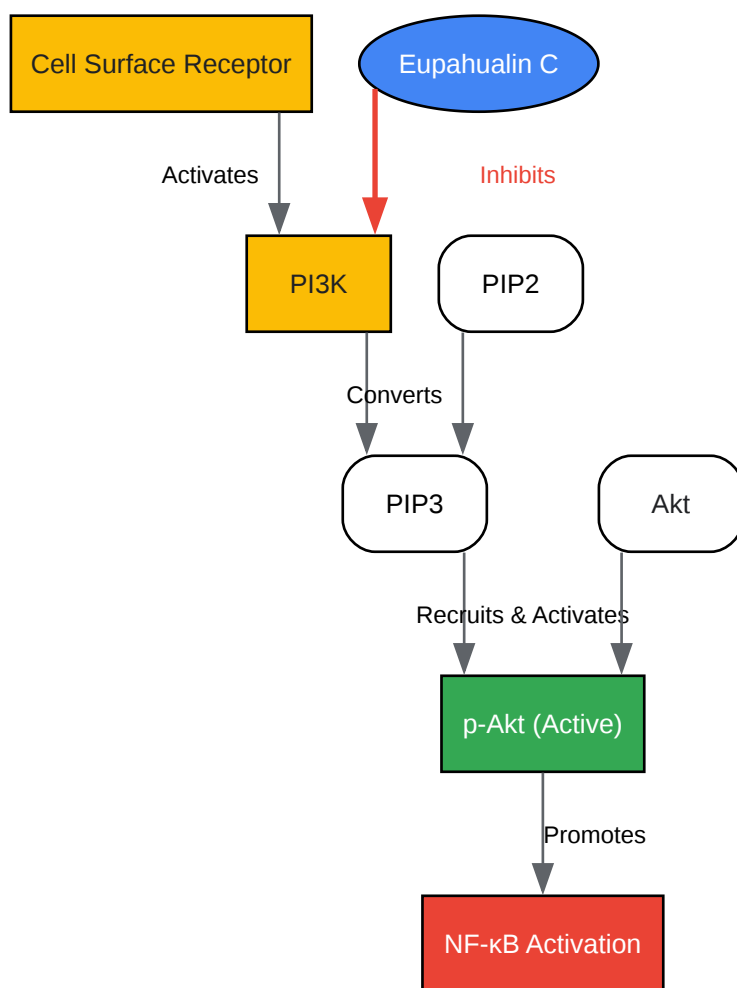 Cell Surface Receptor
Eupahualin C
Activates
Inhibits
PI3K
PIP2
Converts
PIP3
Akt
Recruits & Activates
p-Akt (Active)
Promotes
NF-κB Activation